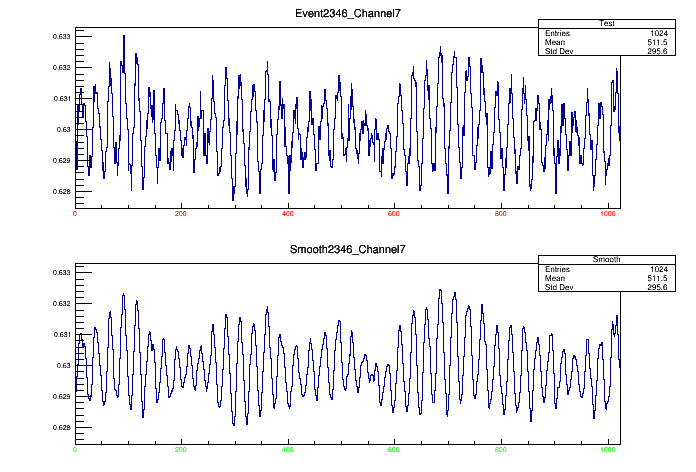 Event2346_Channel7
Test
Entries 1024
Mean 511.5
Std Dev 295.6
0.633
0.632
0.631
0.63
0.629
0.628
0 200 400 600 800 1000
Smooth2346_Channel7
Smooth
Entries 1024
Mean 511.5
Std Dev 295.6
0.633
0.632
0.631
0.63
0.629
0.628
0 200 400 600 800 1000